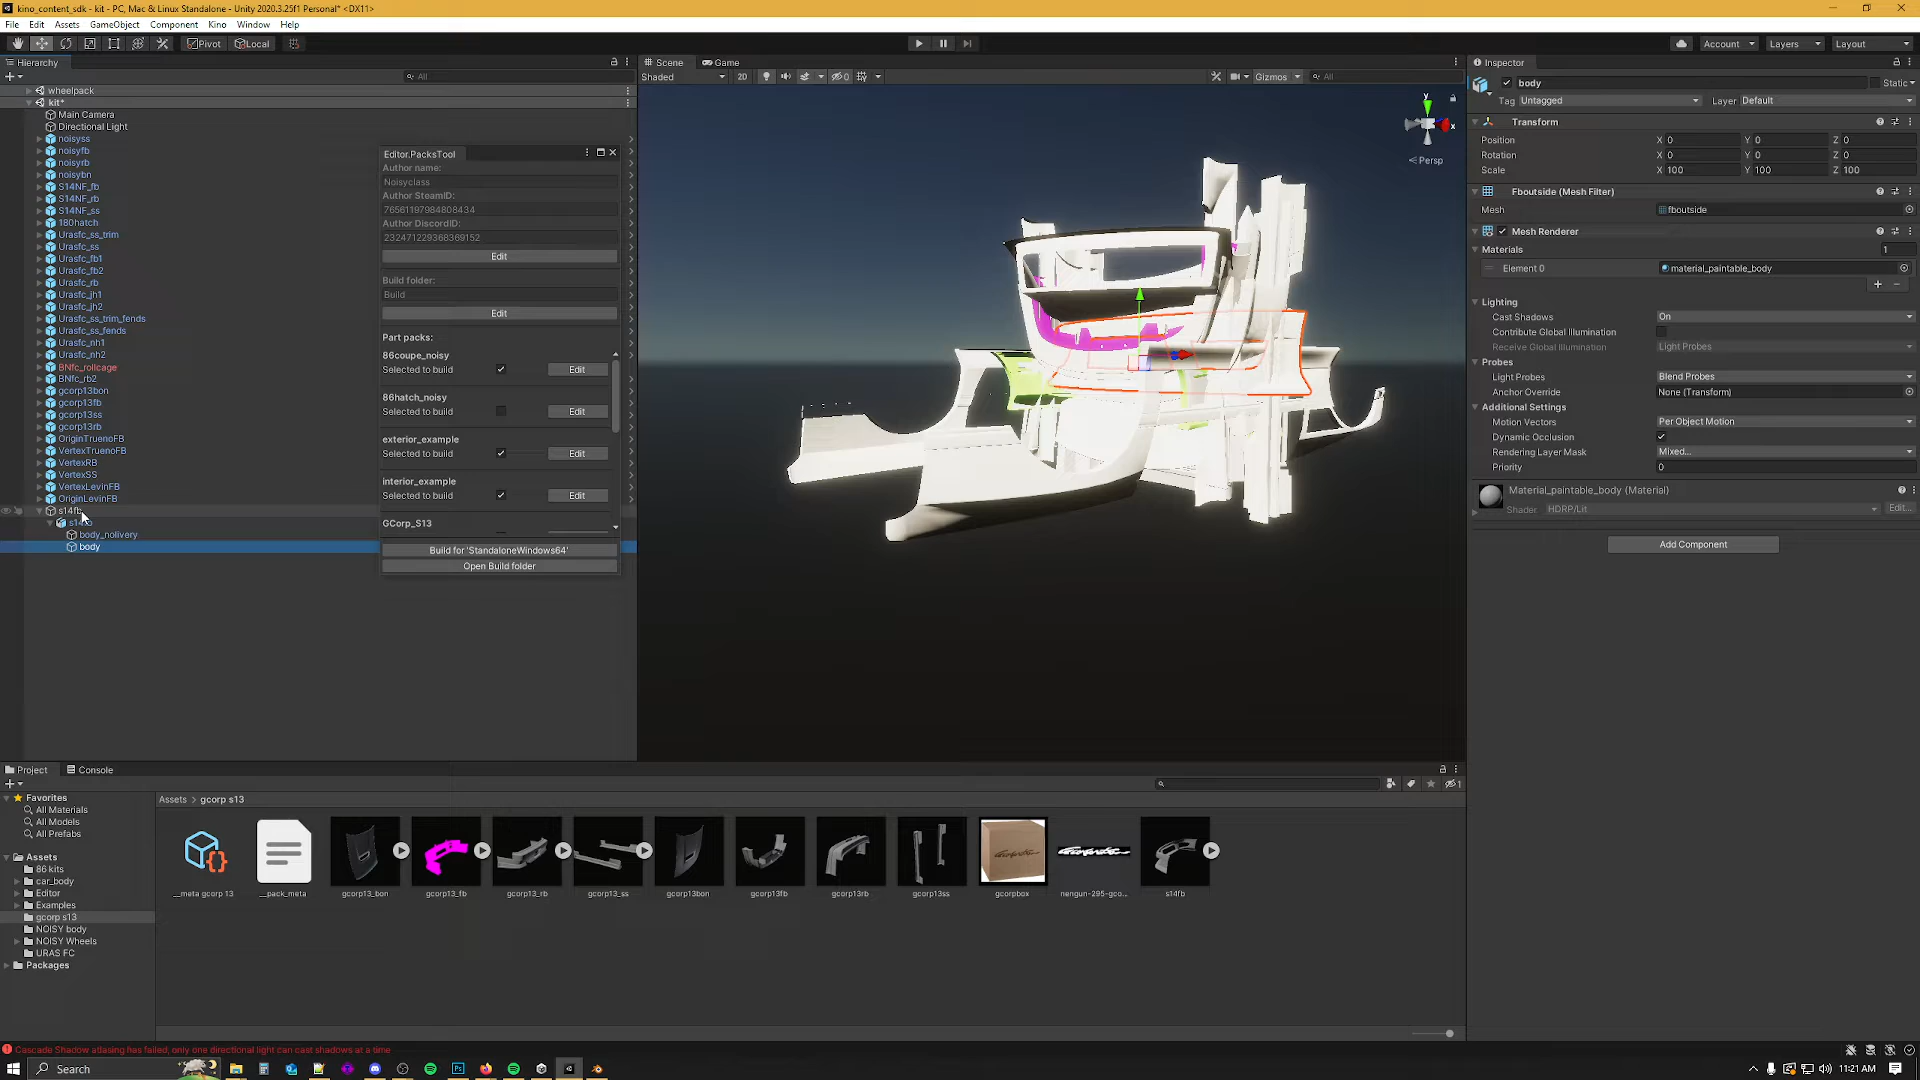 kino_content_sdk - kit - PC, Mac & Linux Standalone - Unity 2020.3.25f1 Personal* <DX11>
File Edit Assets GameObject Component Kino Window Help
Pivot Local
Account Layers Layout
Hierarchy
All
wheelpack
kit*
Main Camera
Directional Light
noisyss
noisyfb
noisyrb
noisybn
S14NF_fb
S14NF_rb
S14NF_ss
180hatch
Urasfc_ss_trim
Urasfc_ss
Urasfc_fb1
Urasfc_fb2
Urasfc_rb
Urasfc_jh1
Urasfc_jh2
Urasfc_ss_trim_fends
Urasfc_ss_fends
Urasfc_nh1
Urasfc_nh2
BNfc_rollcage
BNfc_rb2
gcorp13bon
gcorp13fb
gcorp13ss
gcorp13rb
OriginTruenoFB
VertexTruenoFB
VertexRB
VertexSS
VertexLevinFB
OriginLevinFB
s14fb
body_nolivery
body
Editor.PacksTool
Author name:
Noisyclass
Author SteamID:
76561197984808434
Author DiscordID:
232471229368369152
Edit
Build folder:
Build
Edit
Part packs:
86coupe_noisy
Selected to build Edit
86hatch_noisy
Selected to build Edit
exterior_example
Selected to build Edit
interior_example
Selected to build Edit
GCorp_S13
Build for 'StandaloneWindows64'
Open Build folder
Scene Game
Shaded 2D 0 Gizmos All
y
x
Persp
Inspector
body Static
Tag Untagged Layer Default
Transform
Position X 0 Y 0 Z 0
Rotation X 0 Y 0 Z 0
Scale X 100 Y 100 Z 100
Fboutside (Mesh Filter)
Mesh fboutside
Mesh Renderer
Materials 1
Element 0 material_paintable_body
Lighting
Cast Shadows On
Contribute Global Illumination
Receive Global Illumination Light Probes
Probes
Light Probes Blend Probes
Anchor Override None (Transform)
Additional Settings
Motion Vectors Per Object Motion
Dynamic Occlusion
Rendering Layer Mask Mixed...
Priority 0
Material_paintable_body (Material)
Shader HDRP/Lit Edit...
Add Component
Project Console
Favorites
All Materials
All Models
All Prefabs
Assets
86 kits
car_body
Editor
Examples
gcorp s13
NOISY body
NOISY Wheels
URAS FC
Packages
Assets > gcorp s13
__meta gcorp 13 __pack_meta gcorp13_bon gcorp13_fb gcorp13_rb gcorp13_ss gcorp13bon gcorp13fb gcorp13rb gcorp13ss gcorpbox nengun-295-gco... s14fb
Cascade Shadow atlasing has failed, only one directional light can cast shadows at a time
Search
11:21 AM